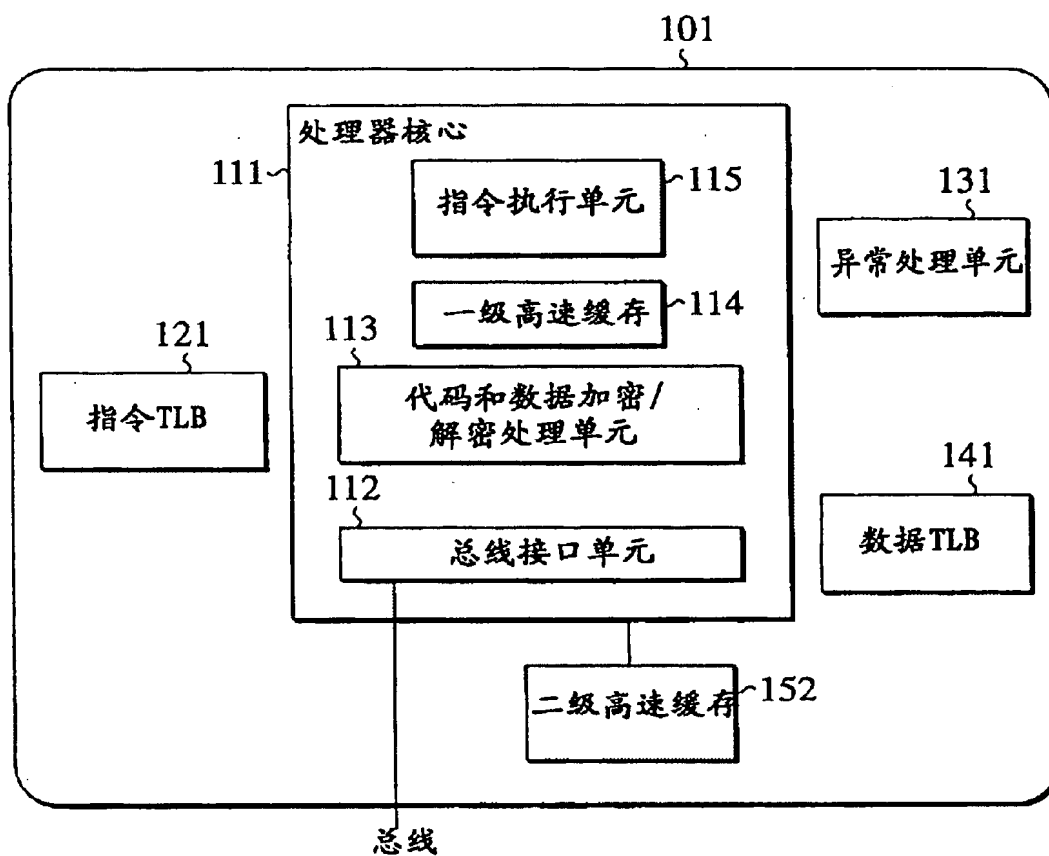 101
处理器核心
111
指令执行单元
115
131
异常处理单元
一级高速缓存
114
113
121
代码和数据加密/
解密处理单元
指令TLB
112
141
总线接口单元
数据TLB
二级高速缓存
152
总线